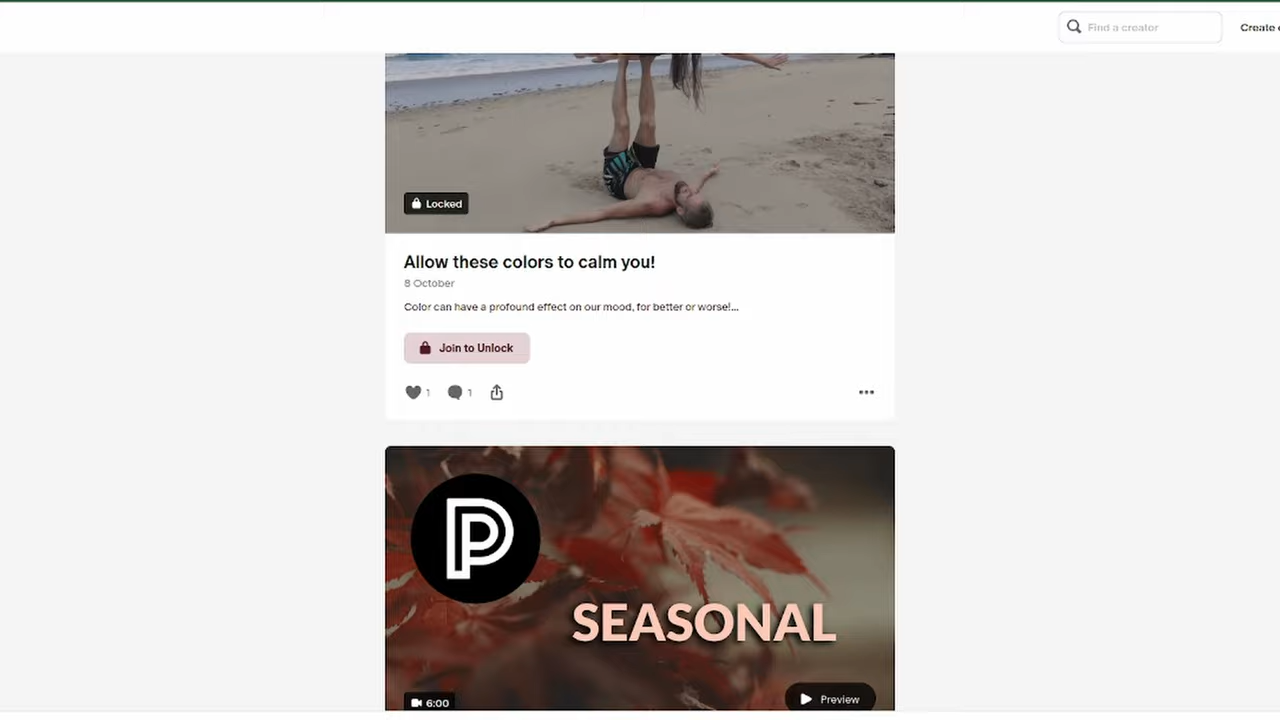 Find a creator
Create
Locked
Allow these colors to calm you!
8 October
Color can have a profound effect on our mood, for better or worse!...
Join to Unlock
1 1
P
SEASONAL
6:00
Preview